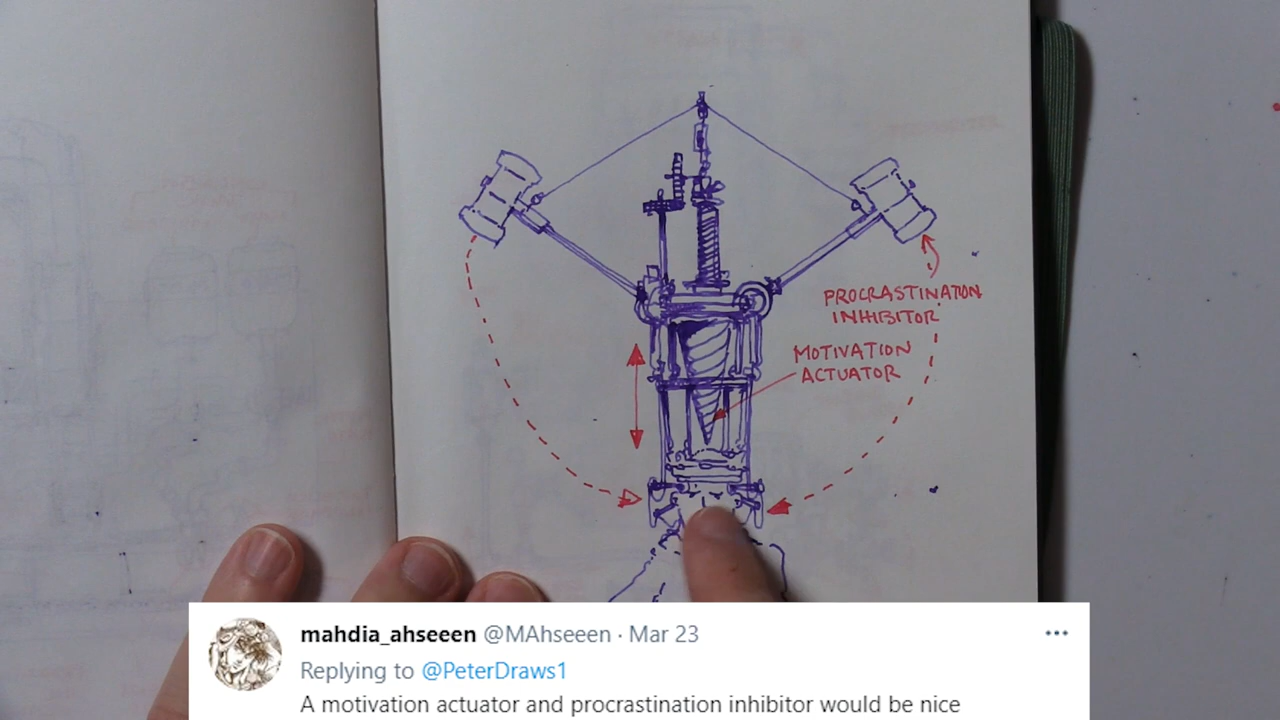 PROCRASTINATION
INHIBITOR
MOTIVATION
ACTUATOR
mahdia_ahseeen @MAhseeen · Mar 23
Replying to @PeterDraws1
A motivation actuator and procrastination inhibitor would be nice